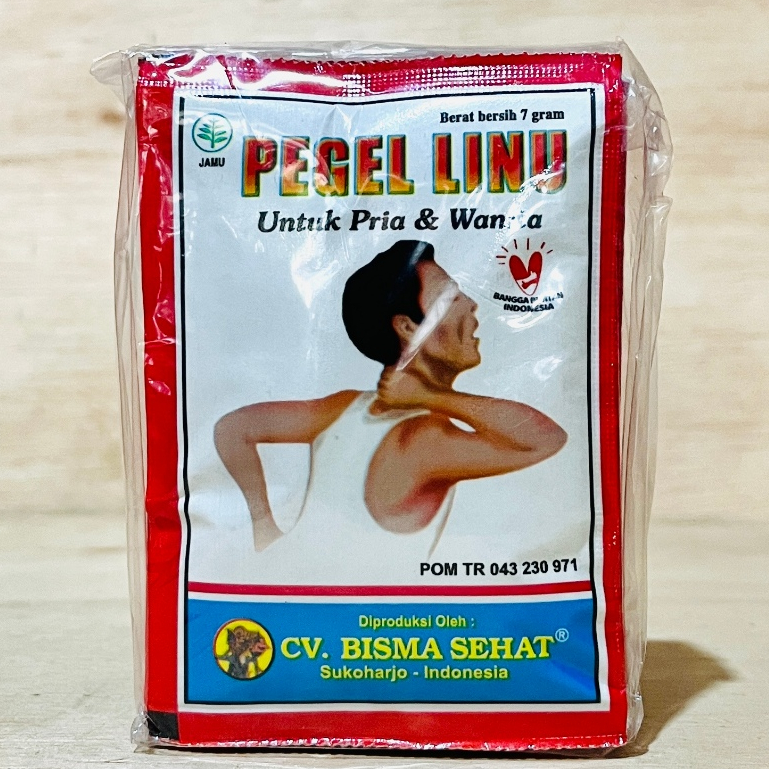 Berat bersih 7 gram
JAMU
PEGEL LINU
Untuk Pria & Wanita
BANGGA BUATAN
INDONESIA
POM TR 043 230 971
Diproduksi Oleh :
CV. BISMA SEHAT®
Sukoharjo - Indonesia